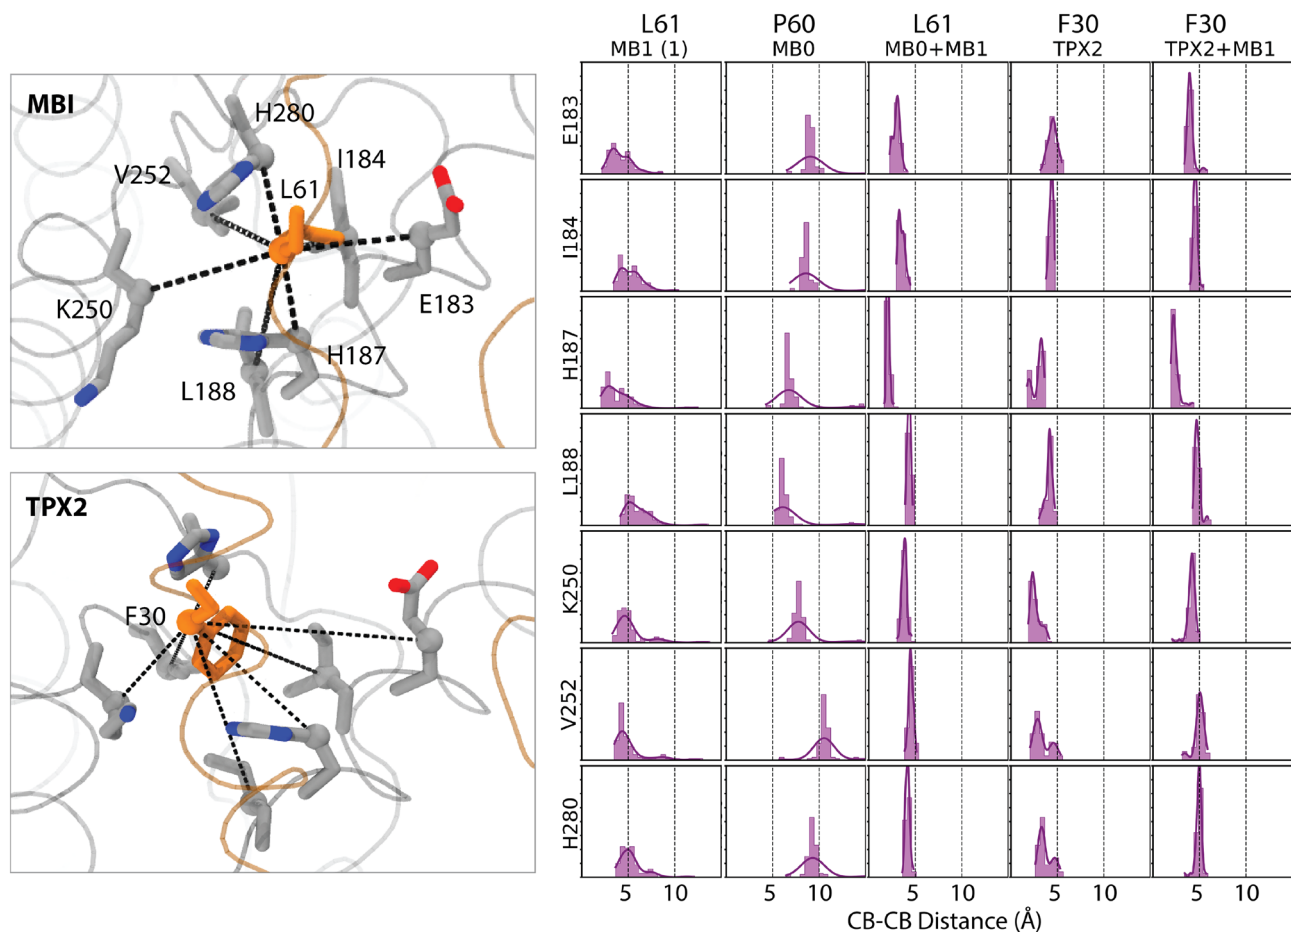 MBI
H280
V252
I184
L61
K250
E183
H187
L188
TPX2
F30
L61 P60 L61 F30 F30
MB1 (1) MB0 MB0+MB1 TPX2 TPX2+MB1
E183
I184
H187
L188
K250
V252
H280
5 10 5 10 5 10 5 10 5 10
CB-CB Distance (Å)